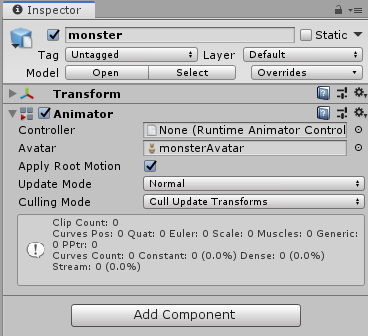 Inspector
monster
Static
Tag Untagged Layer Default
Model Open Select Overrides
Transform
Animator
Controller None (Runtime Animator Control
Avatar monsterAvatar
Apply Root Motion
Update Mode Normal
Culling Mode Cull Update Transforms
Clip Count: 0
Curves Pos: 0 Quat: 0 Euler: 0 Scale: 0 Muscles: 0 Generic:
0 PPtr: 0
Curves Count: 0 Constant: 0 (0.0%) Dense: 0 (0.0%)
Stream: 0 (0.0%)
Add Component